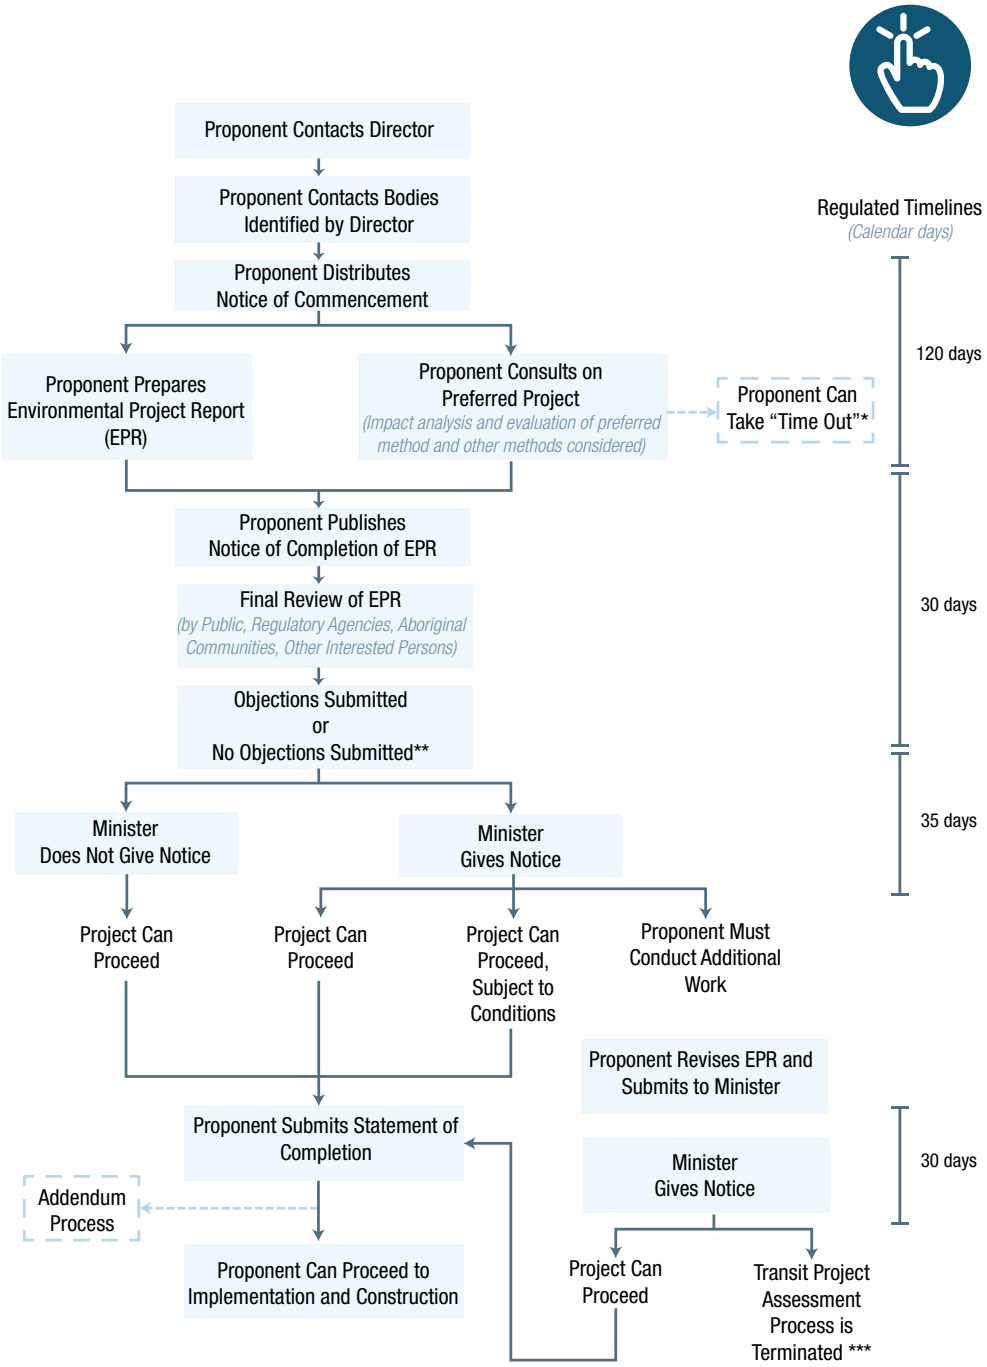 Proponent Contacts Director
Proponent Contacts Bodies
Identified by Director
Regulated Timelines
(Calendar days)
Proponent Distributes
Notice of Commencement
120 days
Proponent Prepares
Environmental Project Report
(EPR)
Proponent Consults on
Preferred Project
(Impact analysis and evaluation of preferred
method and other methods considered)
Proponent Can
Take “Time Out”*
Proponent Publishes
Notice of Completion of EPR
30 days
Final Review of EPR
(by Public, Regulatory Agencies, Aboriginal
Communities, Other Interested Persons)
Objections Submitted
or
No Objections Submitted**
35 days
Minister
Does Not Give Notice
Minister
Gives Notice
Project Can
Proceed
Project Can
Proceed
Project Can
Proceed,
Subject to
Conditions
Proponent Must
Conduct Additional
Work
Proponent Revises EPR and
Submits to Minister
Proponent Submits Statement of
Completion
Minister
Gives Notice
30 days
Addendum
Process
Proponent Can Proceed to
Implementation and Construction
Project Can
Proceed
Transit Project
Assessment
Process is
Terminated ***